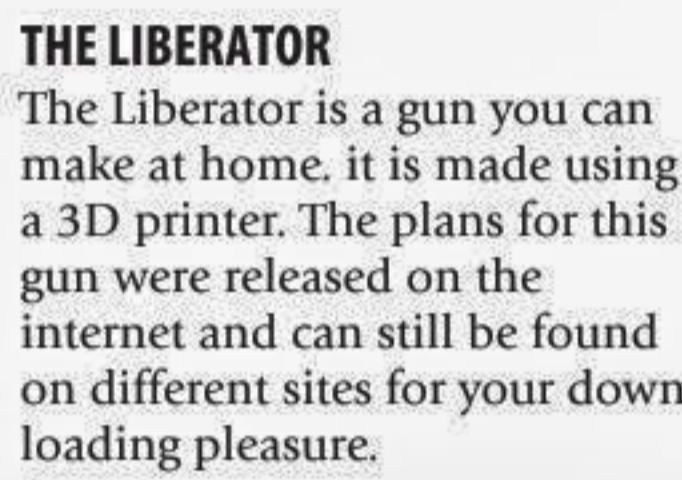 THE LIBERATOR
The Liberator is a gun you can
make at home. it is made using
a 3D printer. The plans for this
gun were released on the
internet and can still be found
on different sites for your down
loading pleasure.